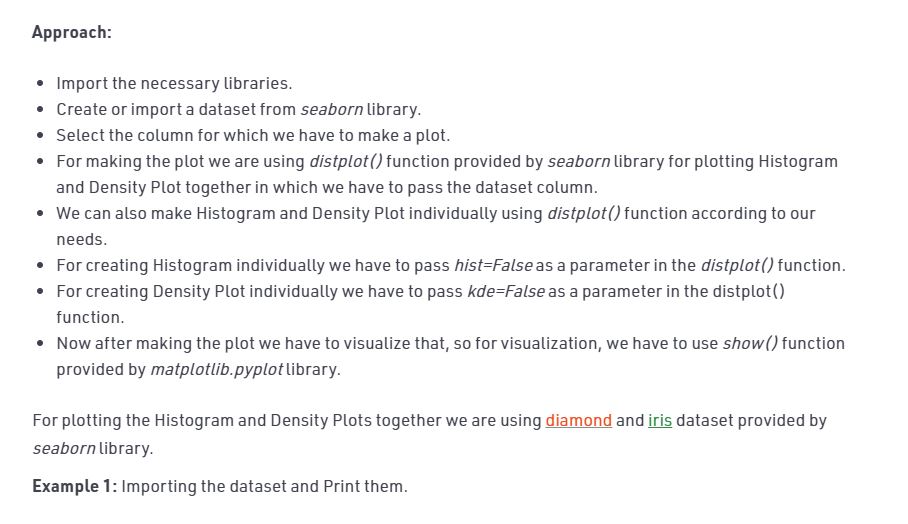 Approach:
Import the necessary libraries.
Create or import a dataset from seaborn library.
Select the column for which we have to make a plot.
For making the plot we are using distplot() function provided by seaborn library for plotting Histogram
and Density Plot together in which we have to pass the dataset column.
We can also make Histogram and Density Plot individually using distplot() function according to our
needs.
For creating Histogram individually we have to pass hist=False as a parameter in the distplot() function.
For creating Density Plot individually we have to pass kde=False as a parameter in the distplot()
function.
Now after making the plot we have to visualize that, so for visualization, we have to use show() function
provided by matplotlib.pyplot library.
For plotting the Histogram and Density Plots together we are using diamond and iris dataset provided by
seaborn library.
Example 1: Importing the dataset and Print them.